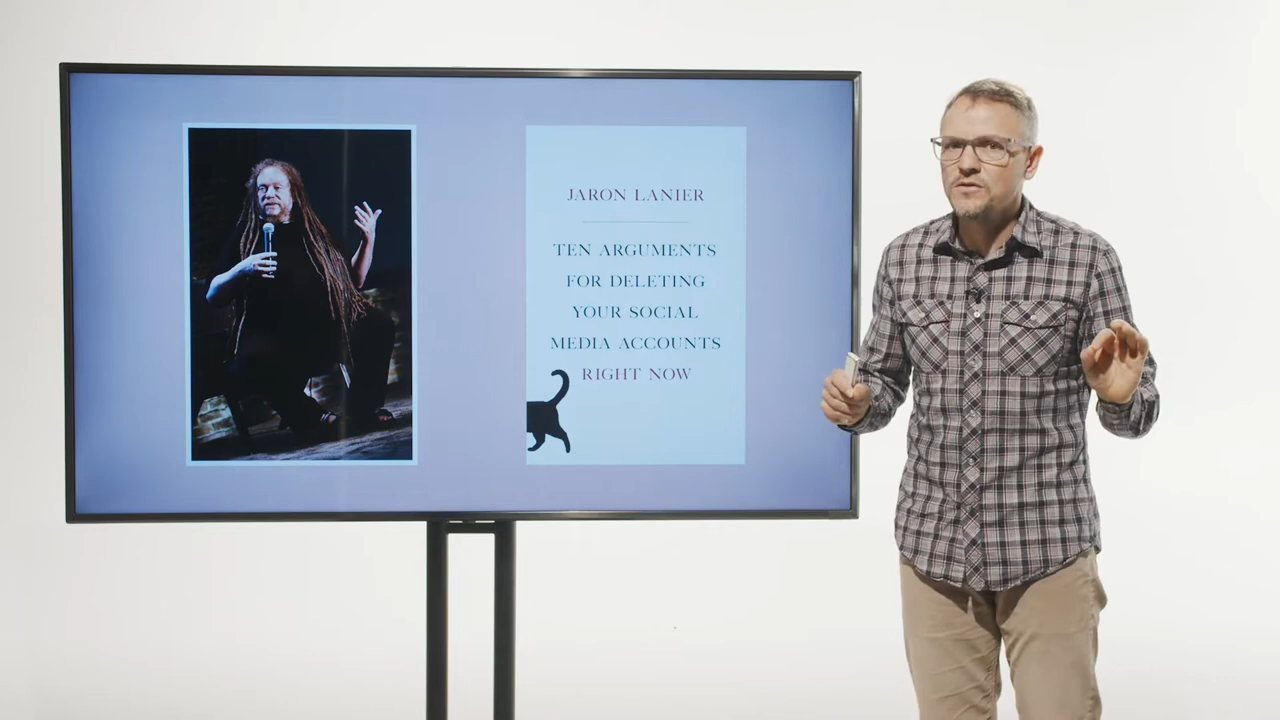 JARON LANIER
TEN ARGUMENTS
FOR DELETING
YOUR SOCIAL
MEDIA ACCOUNTS
RIGHT NOW